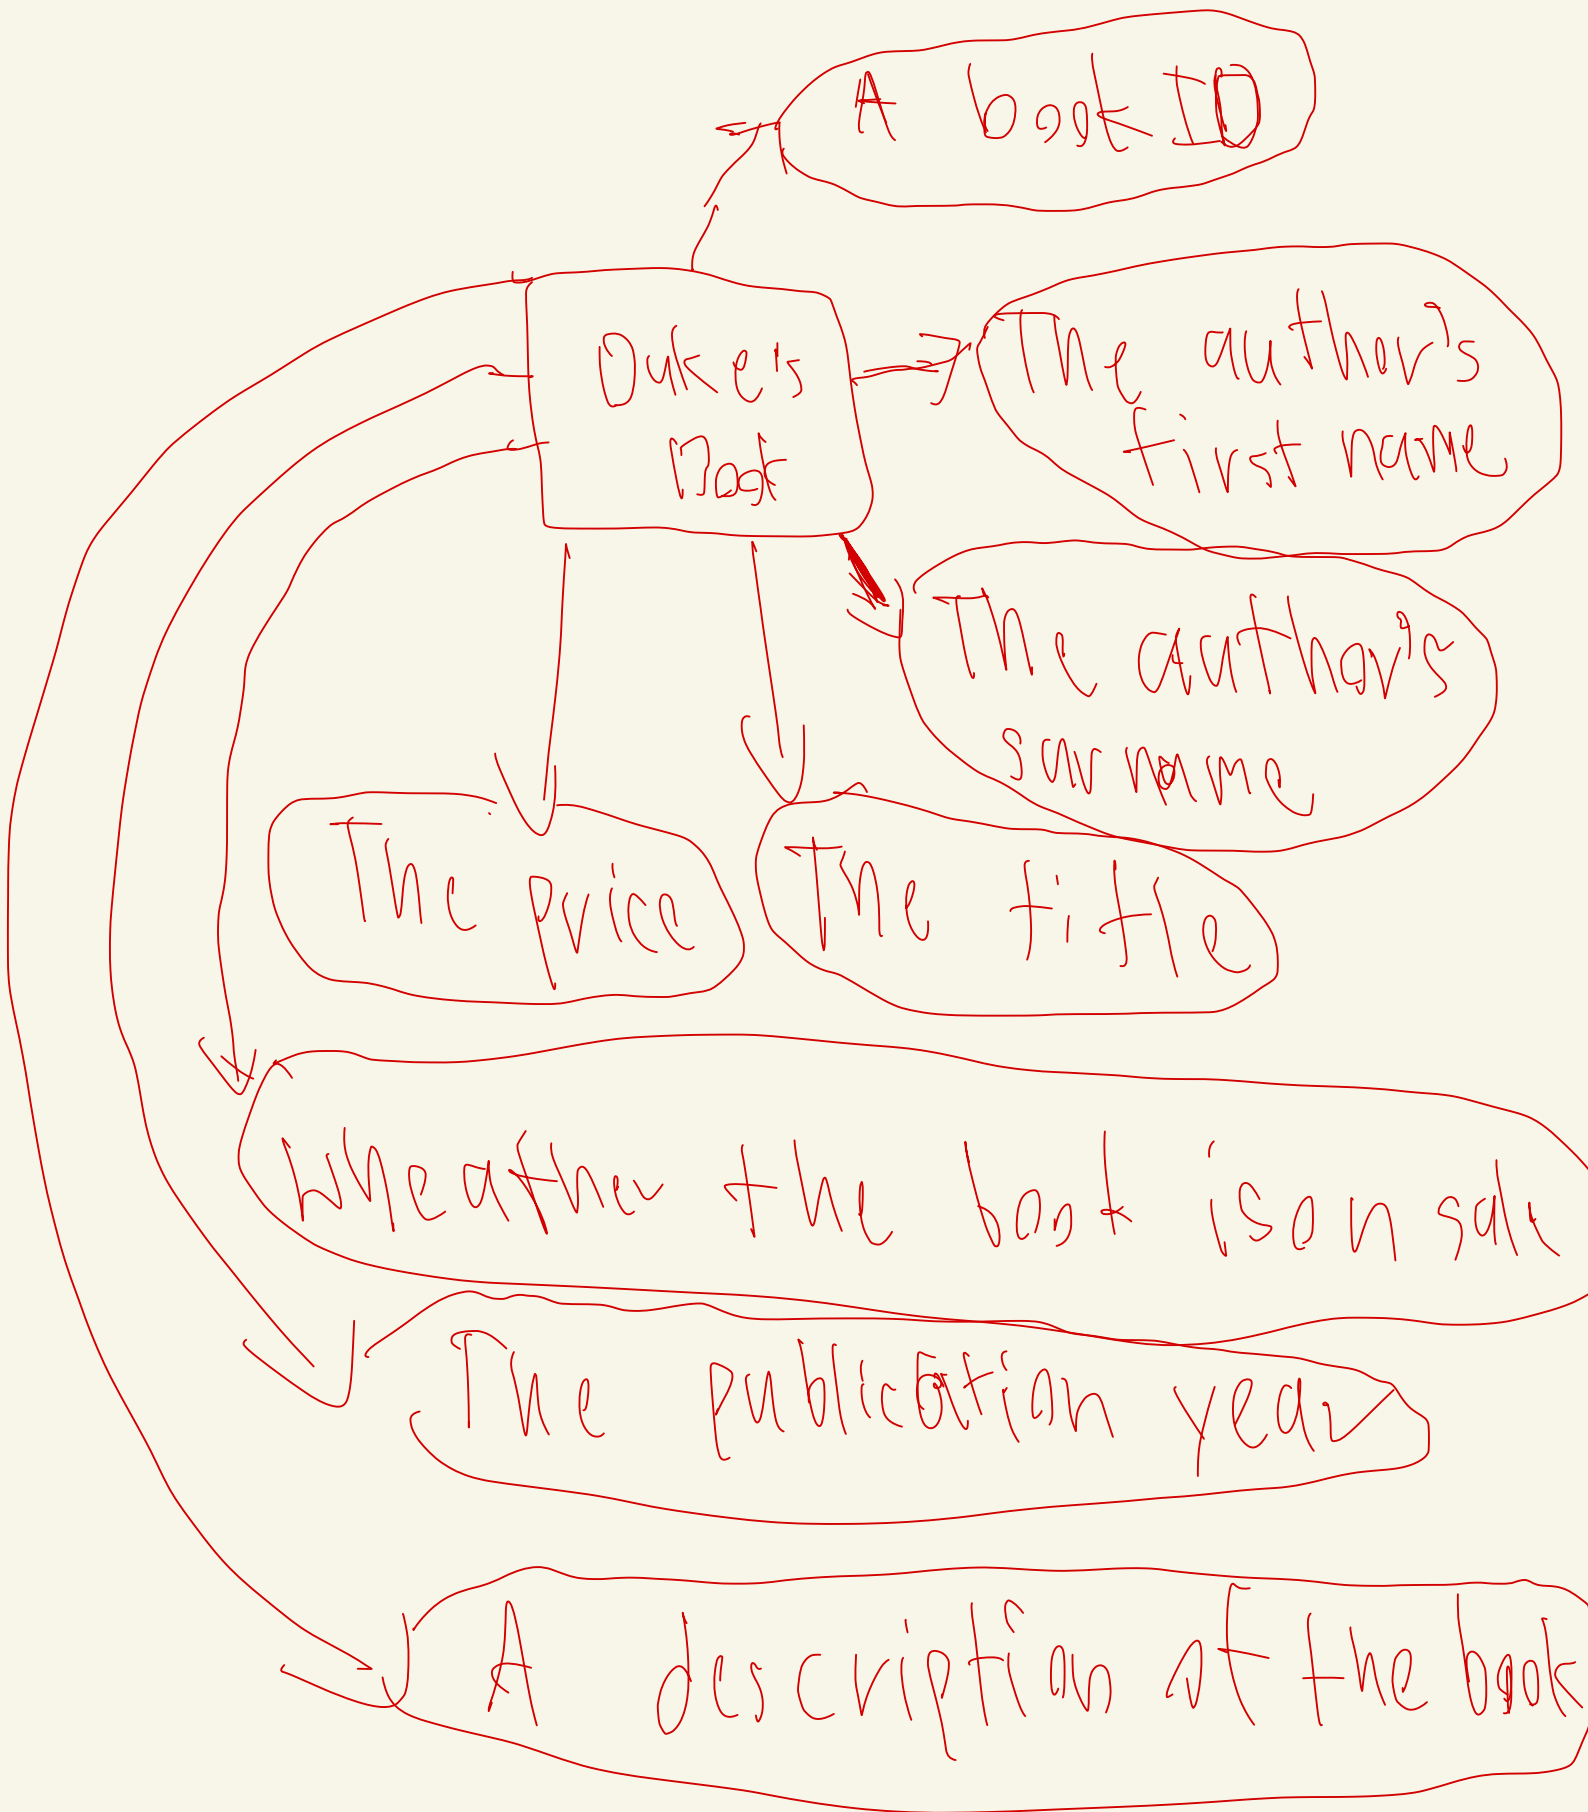 A book ID
Duke's
Book
The author's
first name
The author's
surname
The price
The title
Wheather the book is on sale
The publication year
A description of the book